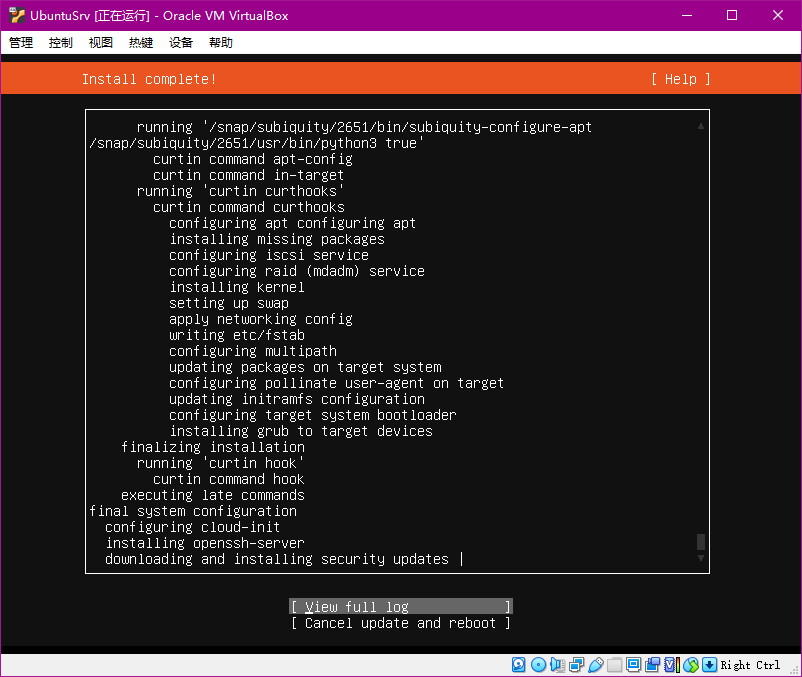 UbuntuSrv [正在运行] - Oracle VM VirtualBox
管理 控制 视图 热键 设备 帮助
Install complete! [ Help ]
running '/snap/subiquity/2651/bin/subiquity-configure-apt
/snap/subiquity/2651/usr/bin/python3 true'
curtin command apt-config
curtin command in-target
running 'curtin curthooks'
curtin command curthooks
configuring apt configuring apt
installing missing packages
configuring iscsi service
configuring raid (mdadm) service
installing kernel
setting up swap
apply networking config
writing etc/fstab
configuring multipath
updating packages on target system
configuring pollinate user-agent on target
updating initramfs configuration
configuring target system bootloader
installing grub to target devices
finalizing installation
running 'curtin hook'
curtin command hook
executing late commands
final system configuration
configuring cloud-init
installing openssh-server
downloading and installing security updates |
[ View full log ]
[ Cancel update and reboot ]
Right Ctrl